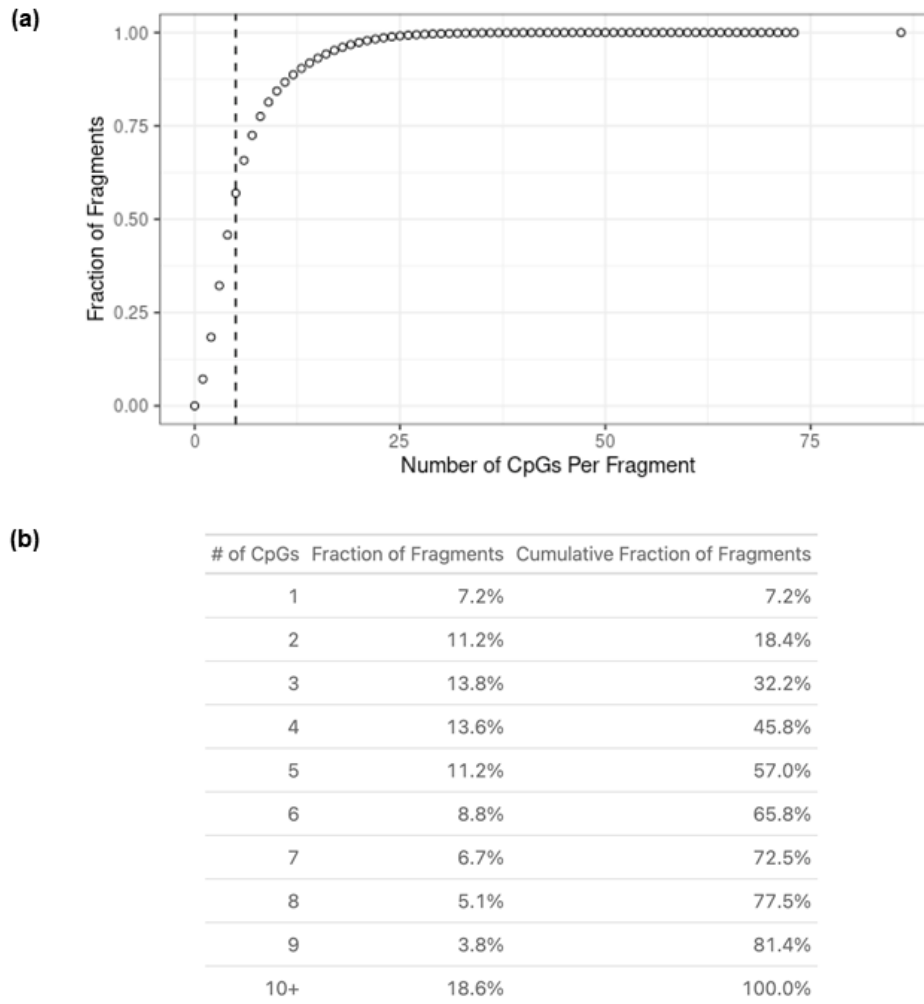 (a)
1.00
0.75
0.50
0.25
0.00
Fraction of Fragments
0 25 50 75
Number of CpGs Per Fragment
(b)
# of CpGs Fraction of Fragments Cumulative Fraction of Fragments
1 7.2% 7.2%
2 11.2% 18.4%
3 13.8% 32.2%
4 13.6% 45.8%
5 11.2% 57.0%
6 8.8% 65.8%
7 6.7% 72.5%
8 5.1% 77.5%
9 3.8% 81.4%
10+ 18.6% 100.0%